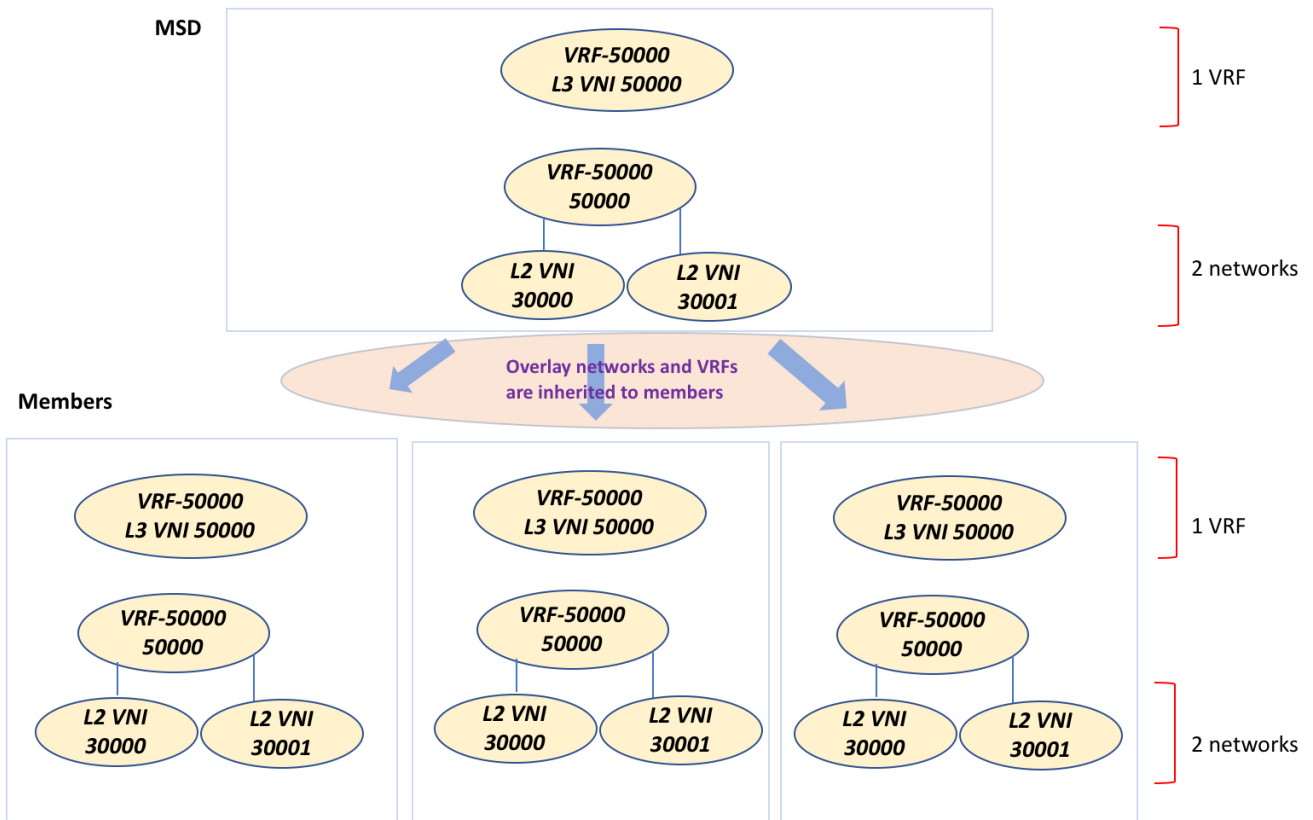 MSD
VRF-50000
L3 VNI 50000
1 VRF
VRF-50000
50000
L2 VNI
30000
L2 VNI
30001
2 networks
Overlay networks and VRFs
are inherited to members
Members
VRF-50000
L3 VNI 50000
VRF-50000
L3 VNI 50000
VRF-50000
L3 VNI 50000
1 VRF
VRF-50000
50000
VRF-50000
50000
VRF-50000
50000
L2 VNI
30000
L2 VNI
30001
L2 VNI
30000
L2 VNI
30001
L2 VNI
30000
L2 VNI
30001
2 networks